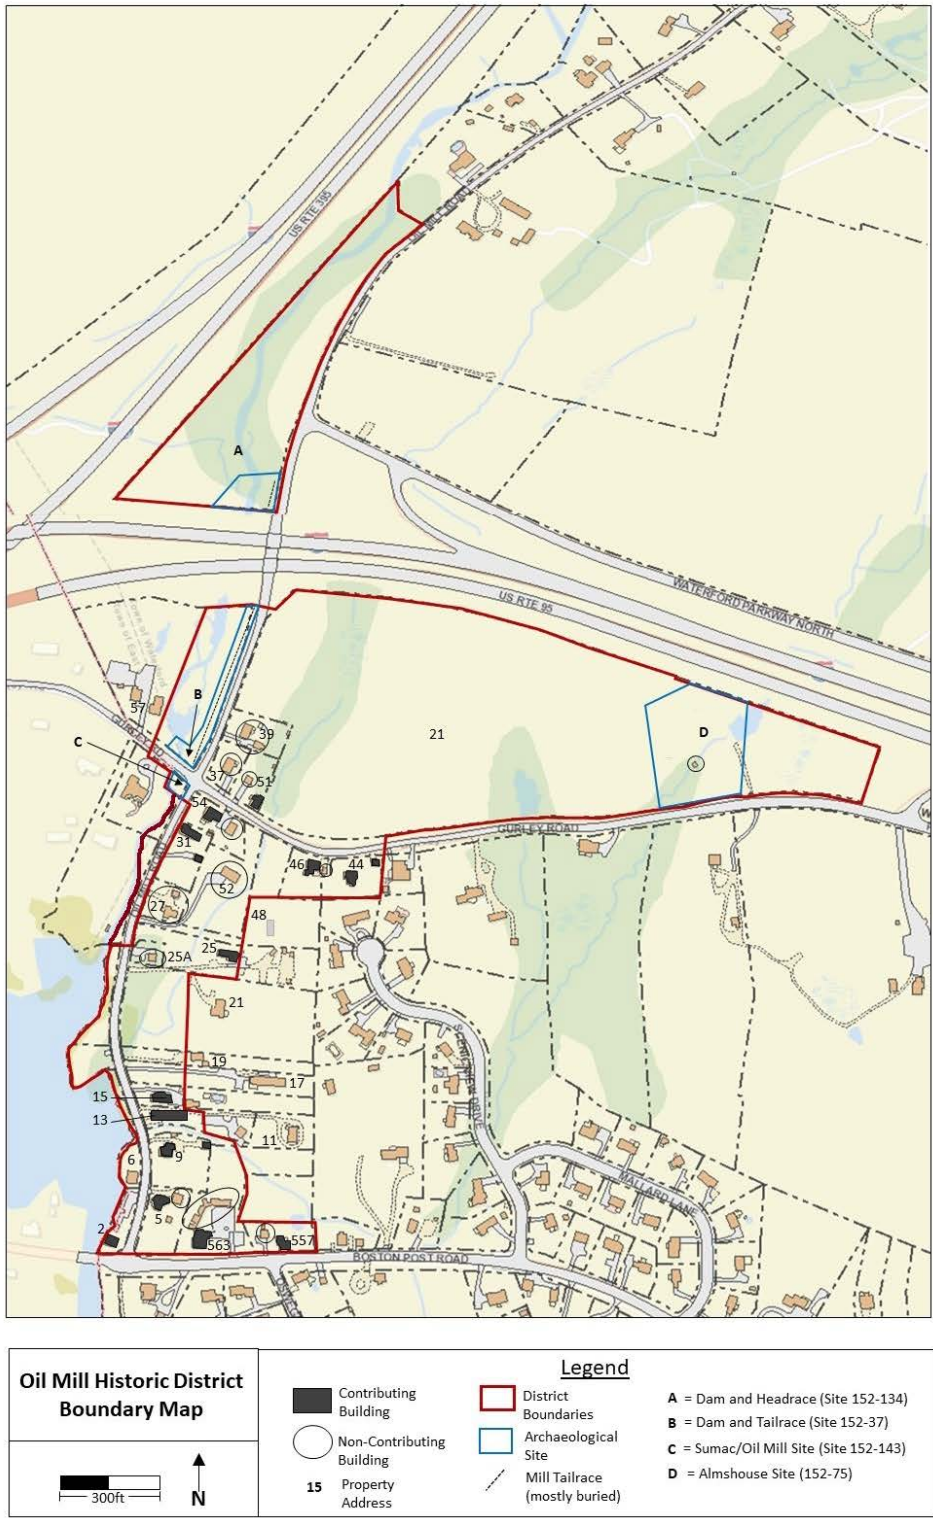 US RTE 395
A
WATERFORD PARKWAY NORTH
US RTE 95
B
57
39
21
D
C
37
51
54
GURLEY ROAD
31
46
44
52
27
48
25
25A
21
SCENIC VIEW DRIVE
19
17
15
13
11
9
6
MALLARD LANE
5
2
563
557
BOSTON POST ROAD
Oil Mill Historic District
Boundary Map
300ft
N
Legend
Contributing
Building
Non-Contributing
Building
15 Property
Address
District
Boundaries
Archaeological
Site
Mill Tailrace
(mostly buried)
A = Dam and Headrace (Site 152-134)
B = Dam and Tailrace (Site 152-37)
C = Sumac/Oil Mill Site (Site 152-143)
D = Almshouse Site (152-75)